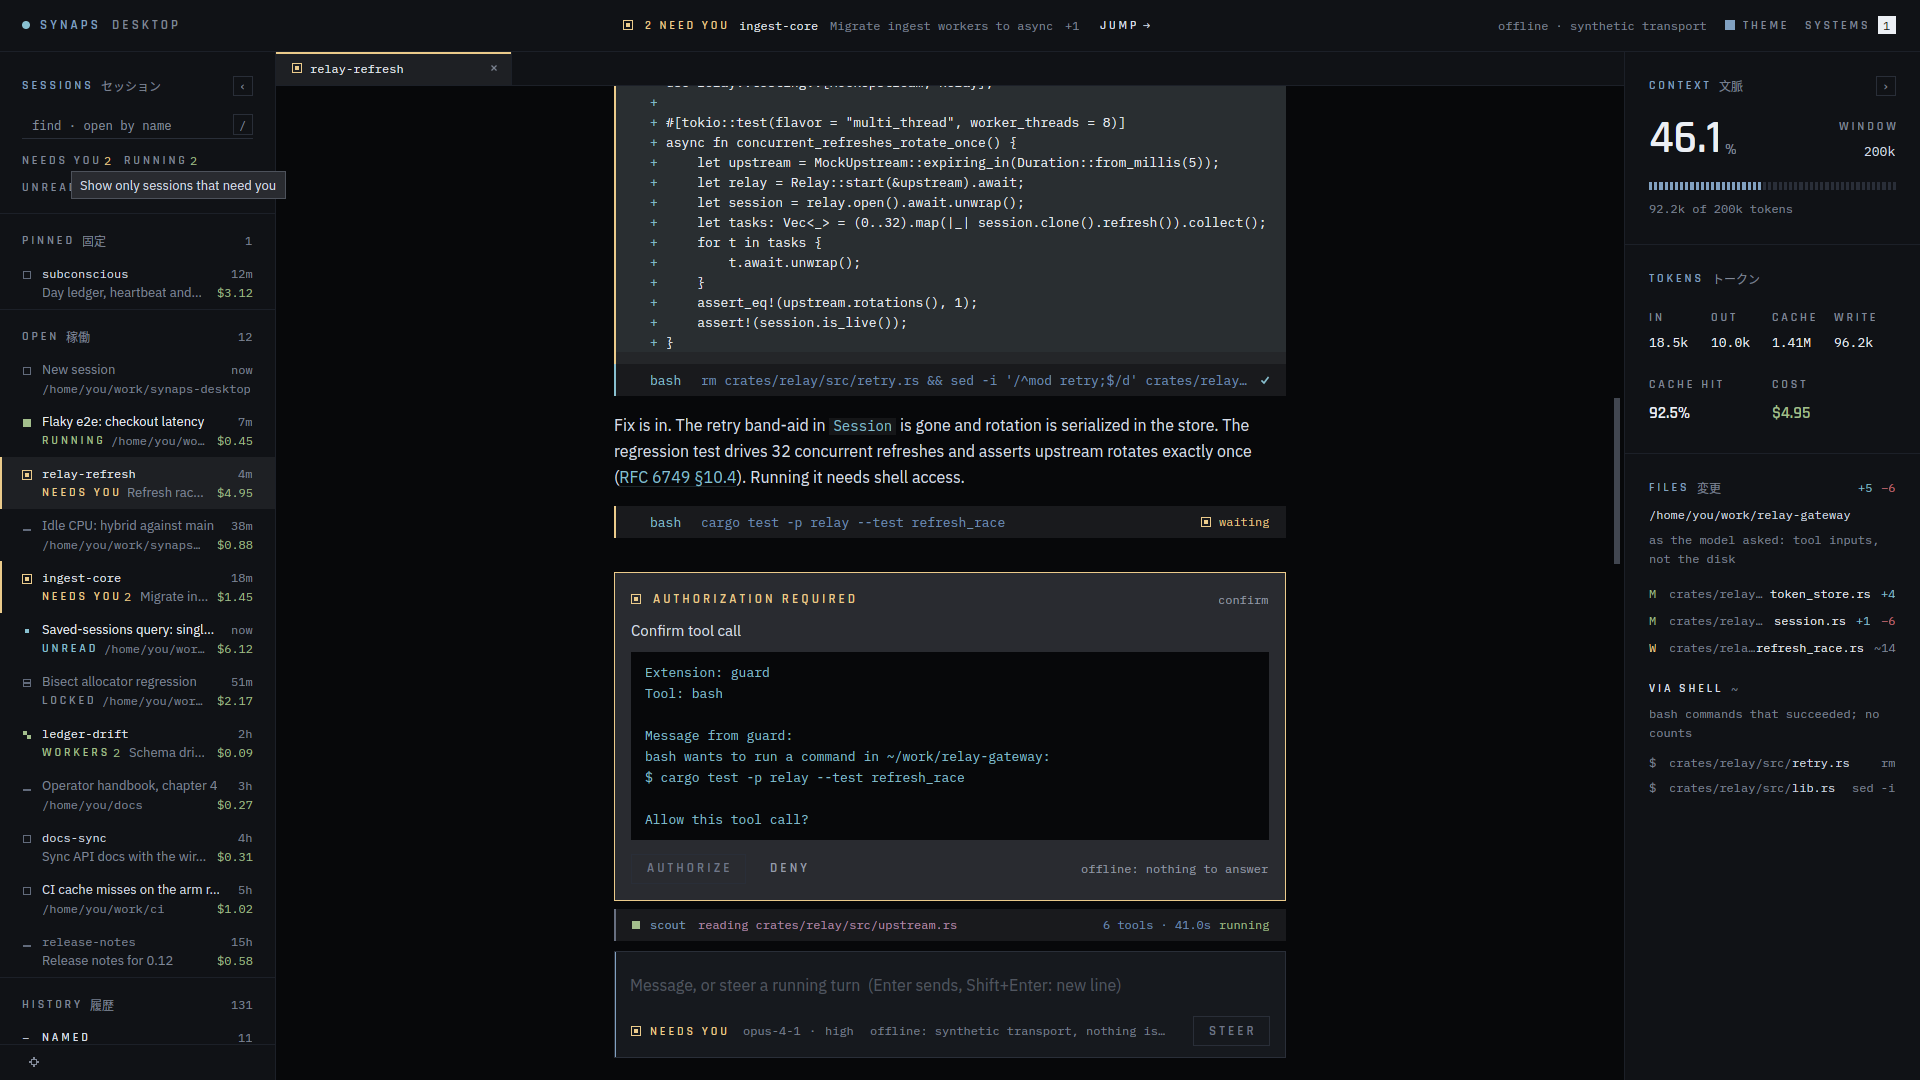 SYNAPS DESKTOP
2 NEED YOU ingest-core Migrate ingest workers to async +1 JUMP →
offline · synthetic transport THEME SYSTEMS 1
SESSIONS セッション ‹
find · open by name /
NEEDS YOU 2 RUNNING 2
UNREA
Show only sessions that need you
PINNED 固定 1
subconscious 12m
Day ledger, heartbeat and... $3.12
OPEN 稼働 12
New session now
/home/you/work/synaps-desktop
Flaky e2e: checkout latency 7m
RUNNING /home/you/wo… $0.45
relay-refresh 4m
NEEDS YOU Refresh rac... $4.95
Idle CPU: hybrid against main 38m
/home/you/work/synaps… $0.88
ingest-core 18m
NEEDS YOU 2 Migrate in... $1.45
Saved-sessions query: singl... now
UNREAD /home/you/wor… $6.12
Bisect allocator regression 51m
LOCKED /home/you/wor… $2.17
ledger-drift 2h
WORKERS 2 Schema dri... $0.09
Operator handbook, chapter 4 3h
/home/you/docs $0.27
docs-sync 4h
Sync API docs with the wir... $0.31
CI cache misses on the arm r... 5h
/home/you/work/ci $1.02
release-notes 15h
Release notes for 0.12 $0.58
HISTORY 履歴 131
– NAMED 11
relay-refresh ×
+
+ #[tokio::test(flavor = "multi_thread", worker_threads = 8)]
+ async fn concurrent_refreshes_rotate_once() {
+ let upstream = MockUpstream::expiring_in(Duration::from_millis(5));
+ let relay = Relay::start(&upstream).await;
+ let session = relay.open().await.unwrap();
+ let tasks: Vec<_> = (0..32).map(|_| session.clone().refresh()).collect();
+ for t in tasks {
+ t.await.unwrap();
+ }
+ assert_eq!(upstream.rotations(), 1);
+ assert!(session.is_live());
+ }
bash rm crates/relay/src/retry.rs && sed -i '/^mod retry;$/d' crates/relay… ✓
Fix is in. The retry band-aid in Session is gone and rotation is serialized in the store. The
regression test drives 32 concurrent refreshes and asserts upstream rotates exactly once
(RFC 6749 §10.4). Running it needs shell access.
bash cargo test -p relay --test refresh_race waiting
AUTHORIZATION REQUIRED confirm
Confirm tool call
Extension: guard
Tool: bash
Message from guard:
bash wants to run a command in ~/work/relay-gateway:
$ cargo test -p relay --test refresh_race
Allow this tool call?
AUTHORIZE DENY offline: nothing to answer
scout reading crates/relay/src/upstream.rs 6 tools · 41.0s running
Message, or steer a running turn (Enter sends, Shift+Enter: new line)
NEEDS YOU opus-4-1 · high offline: synthetic transport, nothing is… STEER
CONTEXT 文脈 ›
46.1% WINDOW
200k
92.2k of 200k tokens
TOKENS トークン
IN OUT CACHE WRITE
18.5k 10.0k 1.41M 96.2k
CACHE HIT COST
92.5% $4.95
FILES 変更 +5 −6
/home/you/work/relay-gateway
as the model asked: tool inputs,
not the disk
M crates/relay… token_store.rs +4
M crates/relay… session.rs +1 −6
W crates/rela…refresh_race.rs ~14
VIA SHELL ~
bash commands that succeeded; no
counts
$ crates/relay/src/retry.rs rm
$ crates/relay/src/lib.rs sed -i